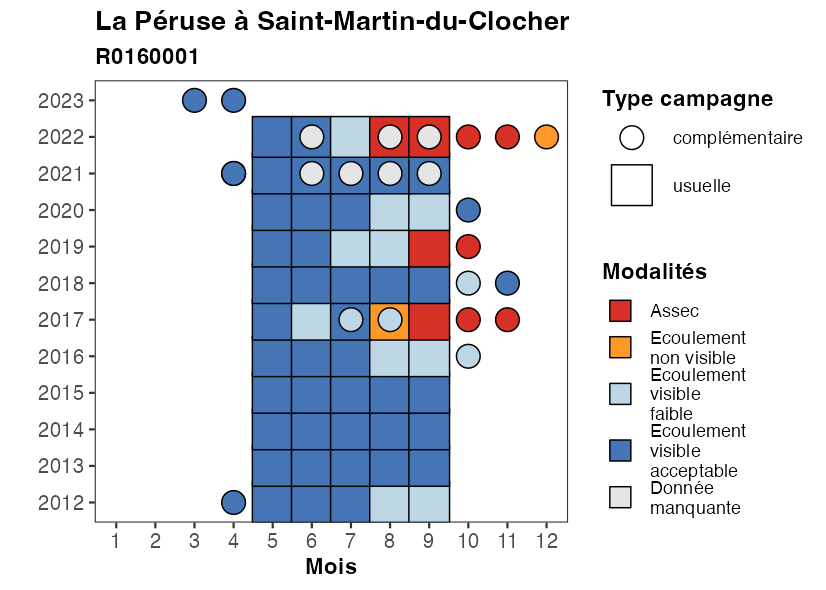 La Péruse à Saint-Martin-du-Clocher
R0160001
2023
2022
2021
2020
2019
2018
2017
2016
2015
2014
2013
2012
1 2 3 4 5 6 7 8 9 10 11 12
Mois
Type campagne
complémentaire
usuelle
Modalités
Assec
Ecoulement
non visible
Ecoulement
visible
faible
Ecoulement
visible
acceptable
Donnée
manquante